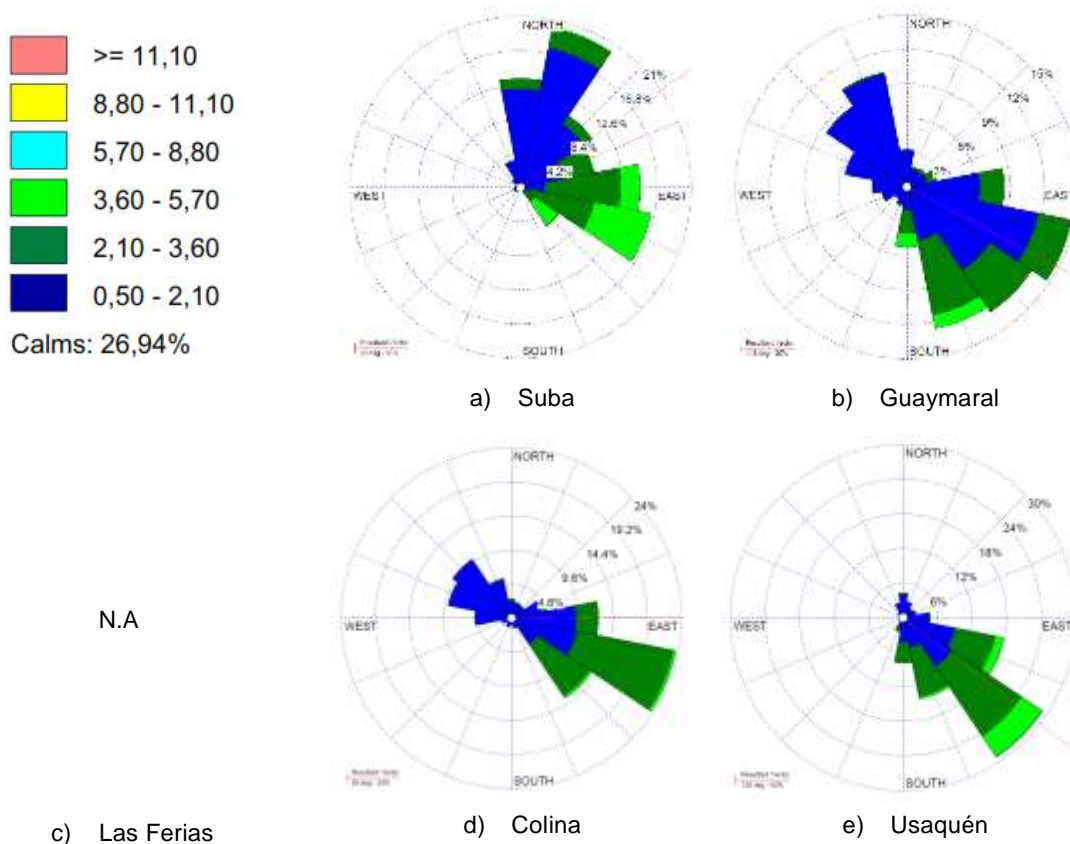 >= 11,10
8,80 - 11,10
5,70 - 8,80
3,60 - 5,70
2,10 - 3,60
0,50 - 2,10
Calms: 26,94%
NORTH
21%
16,8%
12,6%
8,4%
4,2%
WEST
EAST
SOUTH
a) Suba
NORTH
15%
12%
9%
6%
3%
WEST
EAST
SOUTH
b) Guaymaral
N.A
c) Las Ferias
NORTH
24%
19,2%
14,4%
9,6%
4,8%
WEST
EAST
SOUTH
d) Colina
NORTH
30%
24%
18%
12%
6%
WEST
EAST
SOUTH
e) Usaquén